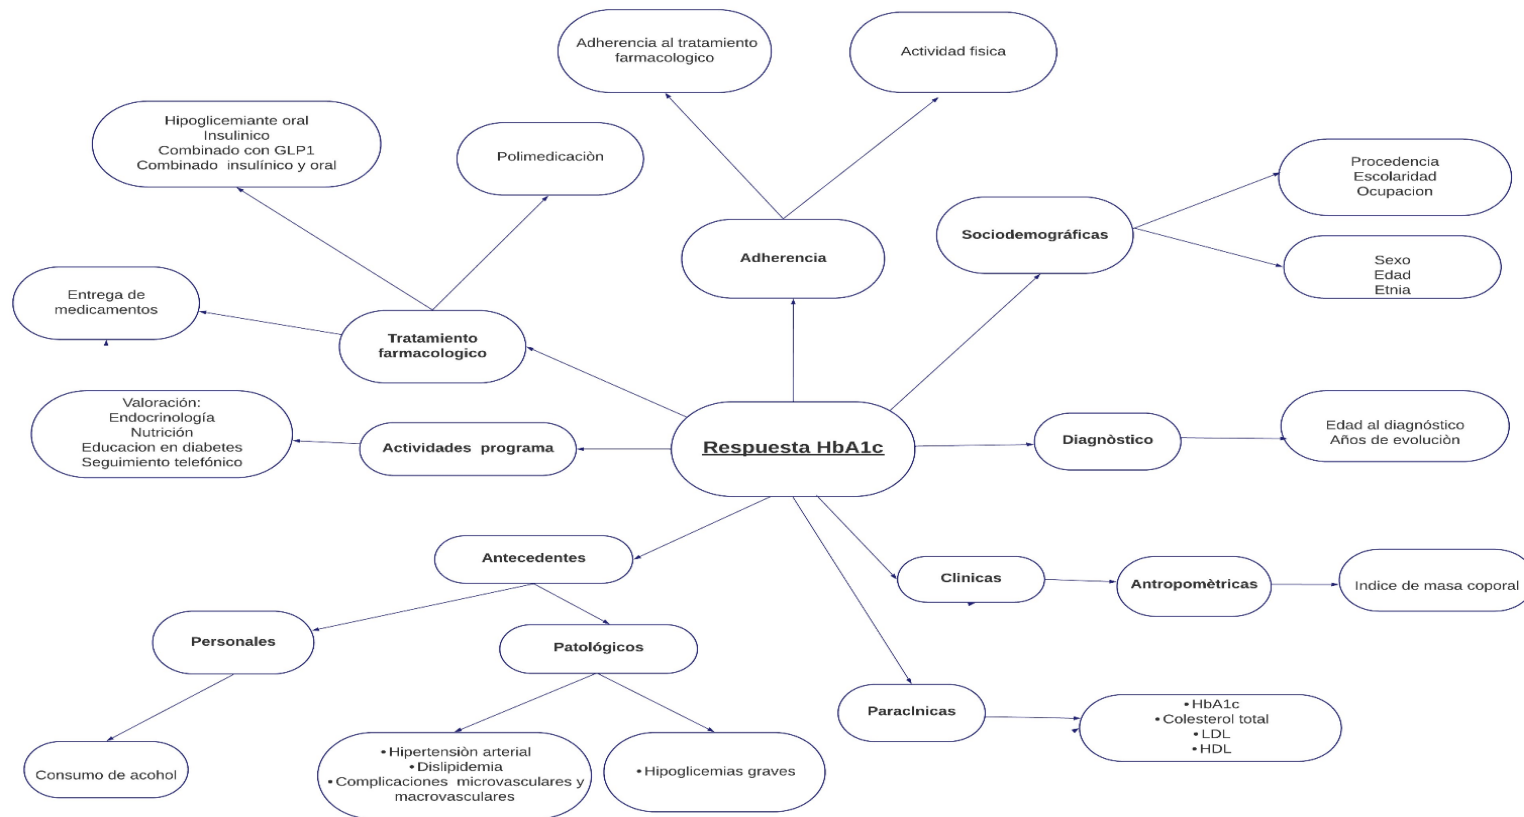 Adherencia al tratamiento
farmacologico
Actividad fisica
Hipoglicemiante oral
Insulinico
Combinado con GLP1
Combinado insulínico y oral
Polimedicaciòn
Procedencia
Escolaridad
Ocupacion
Sociodemográficas
Adherencia
Sexo
Edad
Etnia
Entrega de
medicamentos
Tratamiento
farmacologico
Valoración:
Endocrinología
Nutrición
Educacion en diabetes
Seguimiento telefónico
Actividades programa
Respuesta HbA1c
Diagnòstico
Edad al diagnóstico
Años de evoluciòn
Antecedentes
Clinicas
Antropomètricas
Indice de masa coporal
Personales
Patológicos
Paraclnicas
•HbA1c
•Colesterol total
•LDL
•HDL
Consumo de acohol
•Hipertensiòn arterial
•Dislipidemia
•Complicaciones microvasculares y
macrovasculares
•Hipoglicemias graves